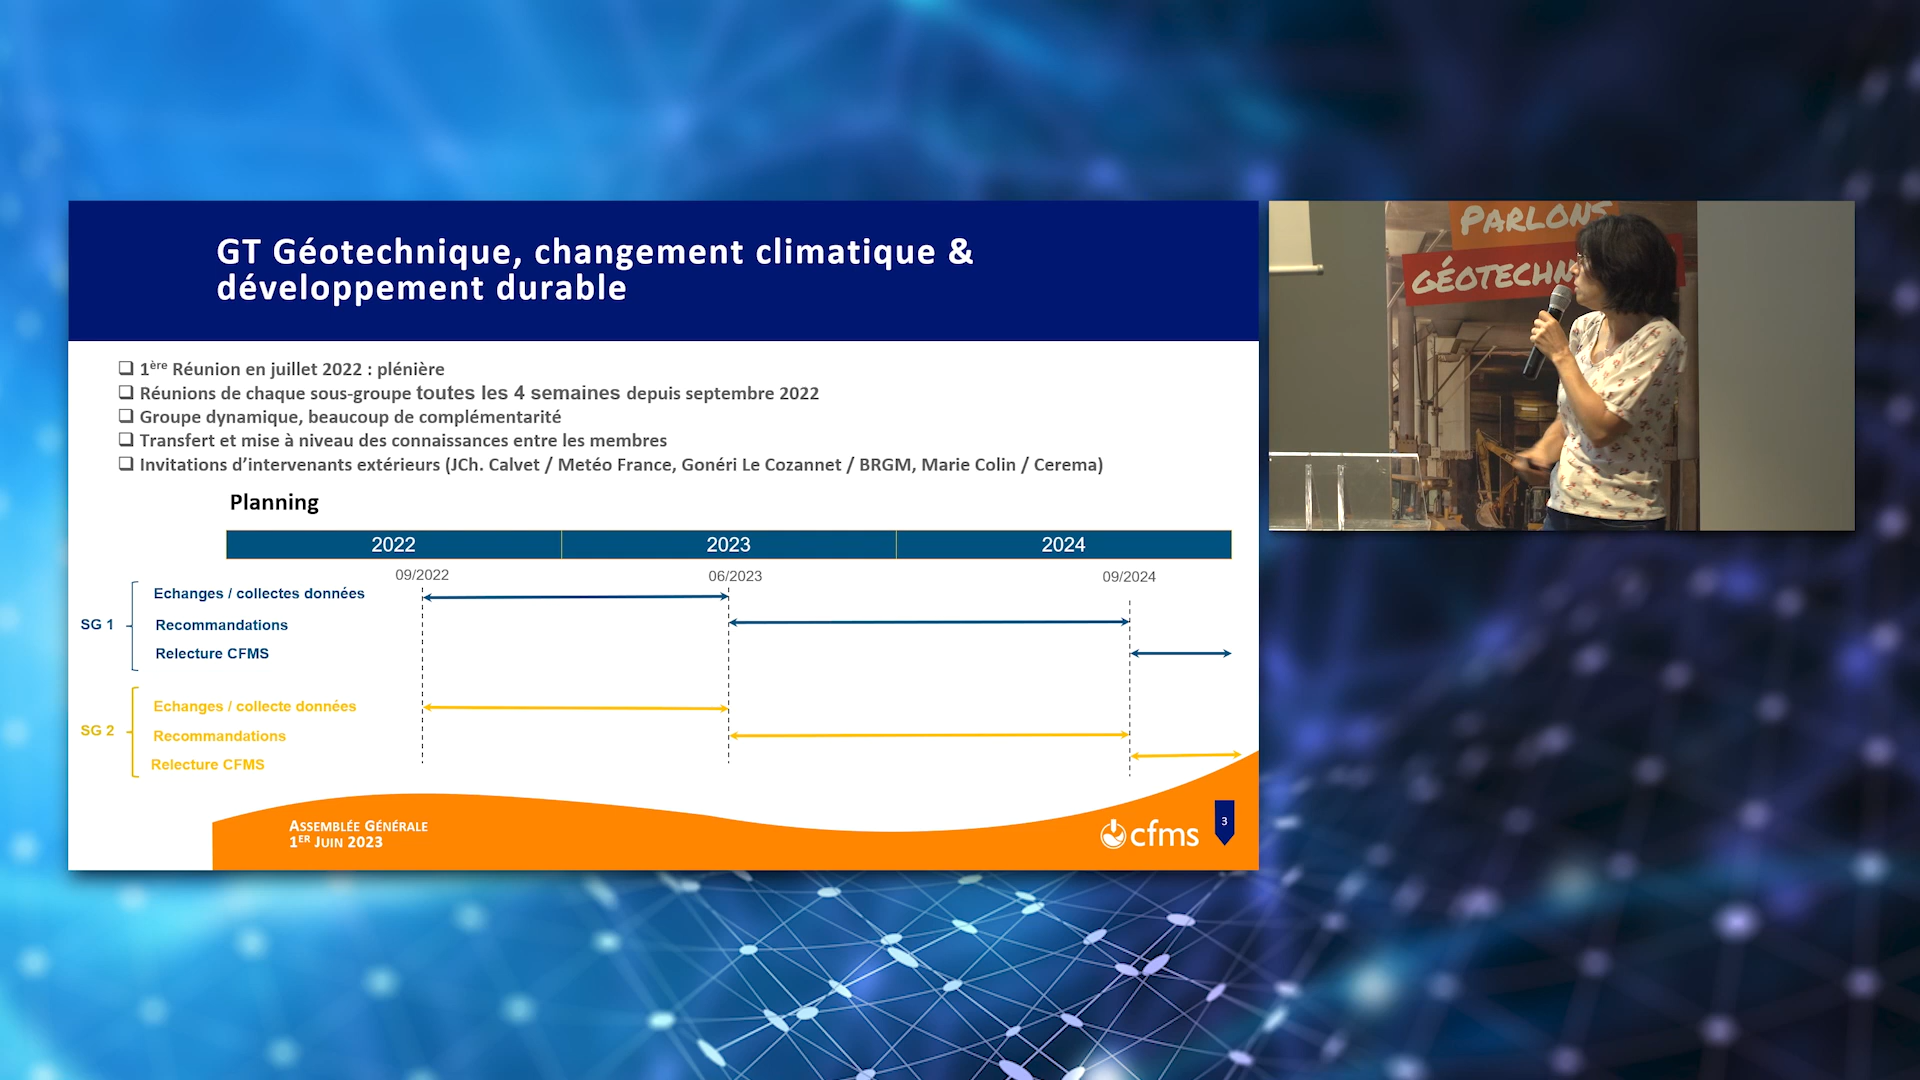 GT Géotechnique, changement climatique &
développement durable
❑ 1ère Réunion en juillet 2022 : plénière
❑ Réunions de chaque sous-groupe toutes les 4 semaines depuis septembre 2022
❑ Groupe dynamique, beaucoup de complémentarité
❑ Transfert et mise à niveau des connaissances entre les membres
❑ Invitations d’intervenants extérieurs (JCh. Calvet / Metéo France, Gonéri Le Cozannet / BRGM, Marie Colin / Cerema)
Planning
2022 2023 2024
09/2022 06/2023 09/2024
SG 1
Echanges / collectes données
Recommandations
Relecture CFMS
SG 2
Echanges / collecte données
Recommandations
Relecture CFMS
Assemblée Générale
1er Juin 2023
cfms
3
PARLONS
GÉOTECHN